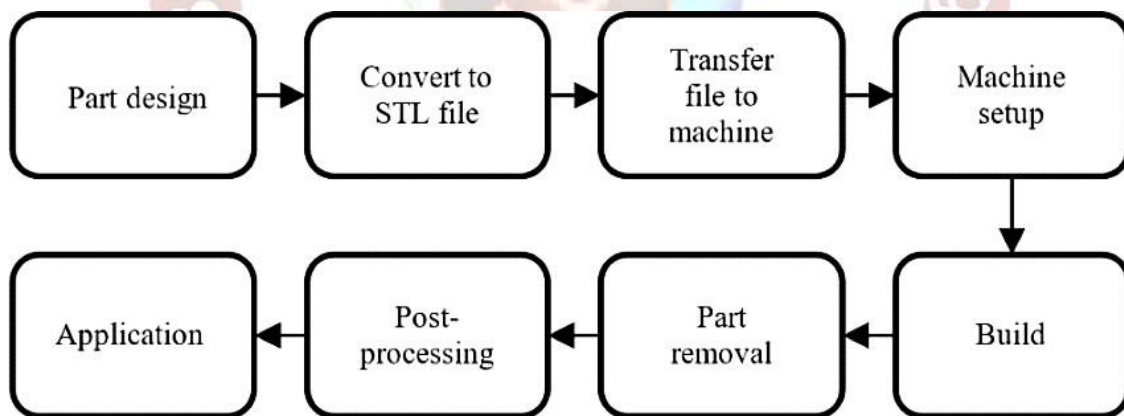 Part design
Convert to
STL file
Transfer
file to
machine
Machine
setup
Application
Post-
processing
Part
removal
Build